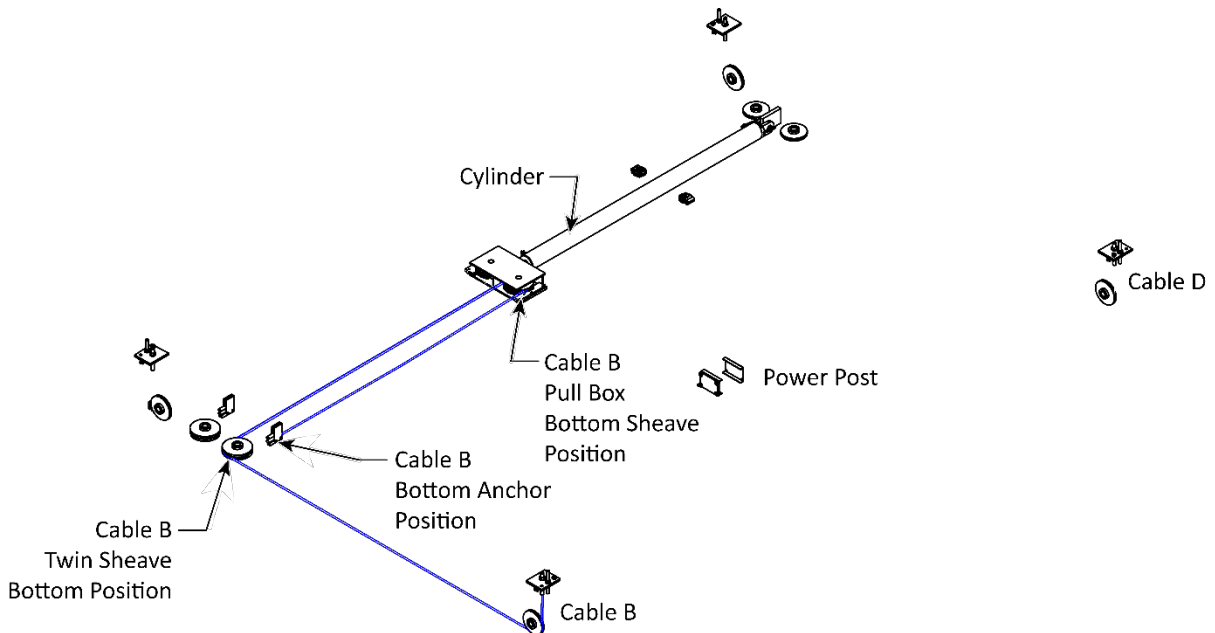 Cylinder
Cable D
Cable B
Pull Box
Bottom Sheave
Position
Power Post
Cable B
Bottom Anchor
Position
Cable B
Twin Sheave
Bottom Position
Cable B